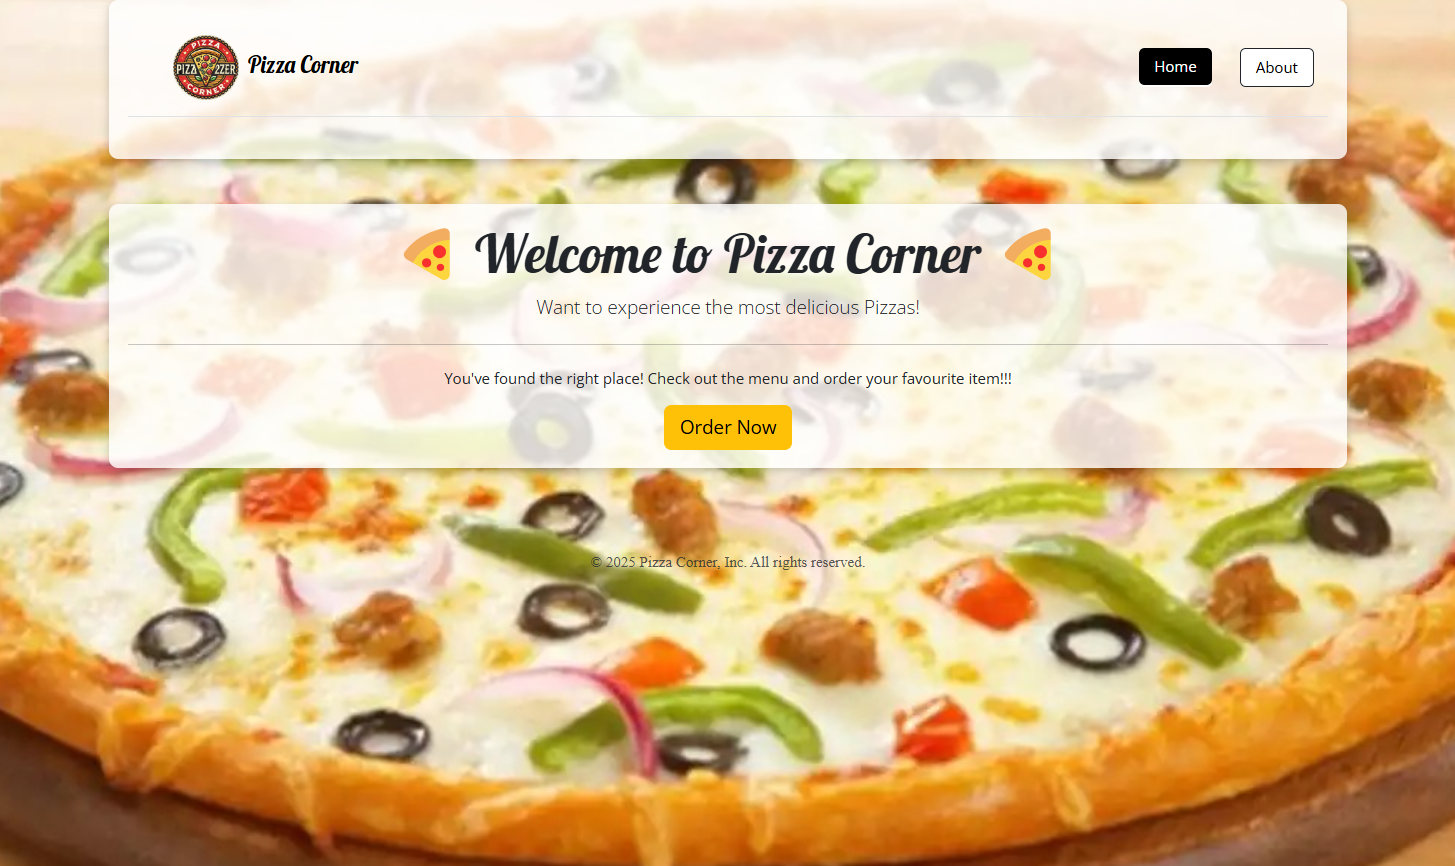 PIZZA
CORNER
Pizza Corner
Home
About
Welcome to Pizza Corner
Want to experience the most delicious Pizzas!
You've found the right place! Check out the menu and order your favourite item!!!
Order Now
© 2025 Pizza Corner, Inc. All rights reserved.